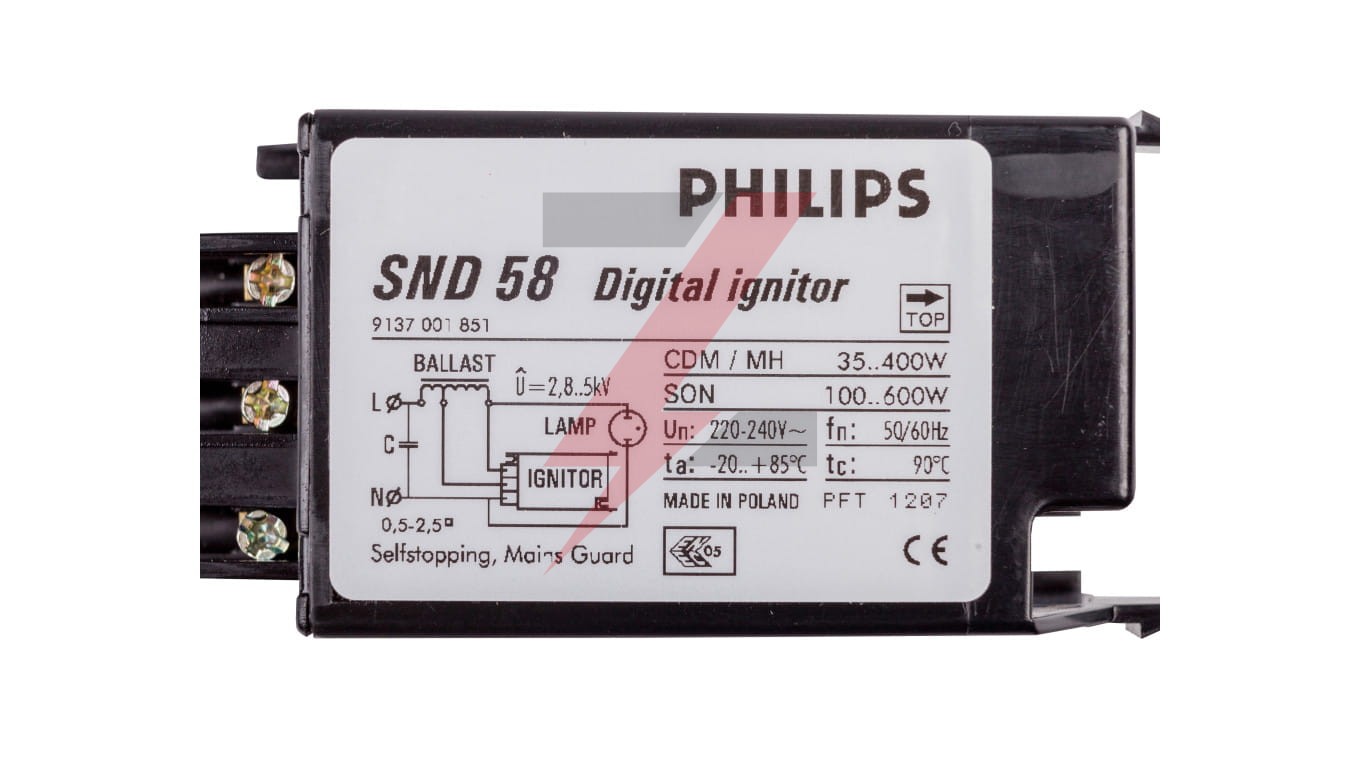 PHILIPS
SND 58 Digital ignitor
9137 001 851
TOP
BALLAST
Û=2,8..5kV
L
LAMP
C
IGNITOR
N
0,5-2,5□
Selfstopping, Mains Guard
CDM / MH 35..400W
SON 100..600W
Un: 220-240V~ fn: 50/60Hz
ta: -20..+85°C tc: 90°C
MADE IN POLAND PFT 1207
05
CE